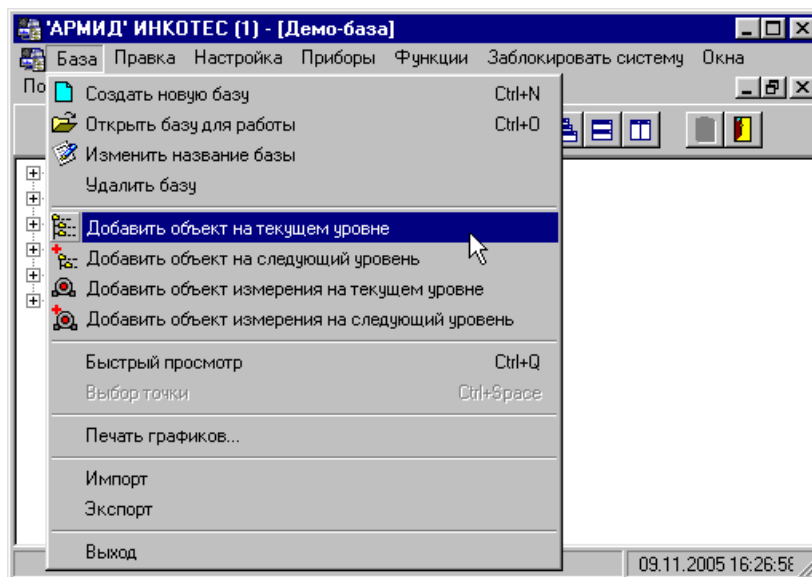 'АРМИД' ИНКОТЕС (1) - [Демо-база]
База Правка Настройка Приборы Функции Заблокировать систему Окна
По
Создать новую базу Ctrl+N
Открыть базу для работы Ctrl+O
Изменить название базы
Удалить базу
Добавить объект на текущем уровне
Добавить объект на следующий уровень
Добавить объект измерения на текущем уровне
Добавить объект измерения на следующий уровень
Быстрый просмотр Ctrl+Q
Выбор точки Ctrl+Space
Печать графиков...
Импорт
Экспорт
Выход
09.11.2005 16:26:58